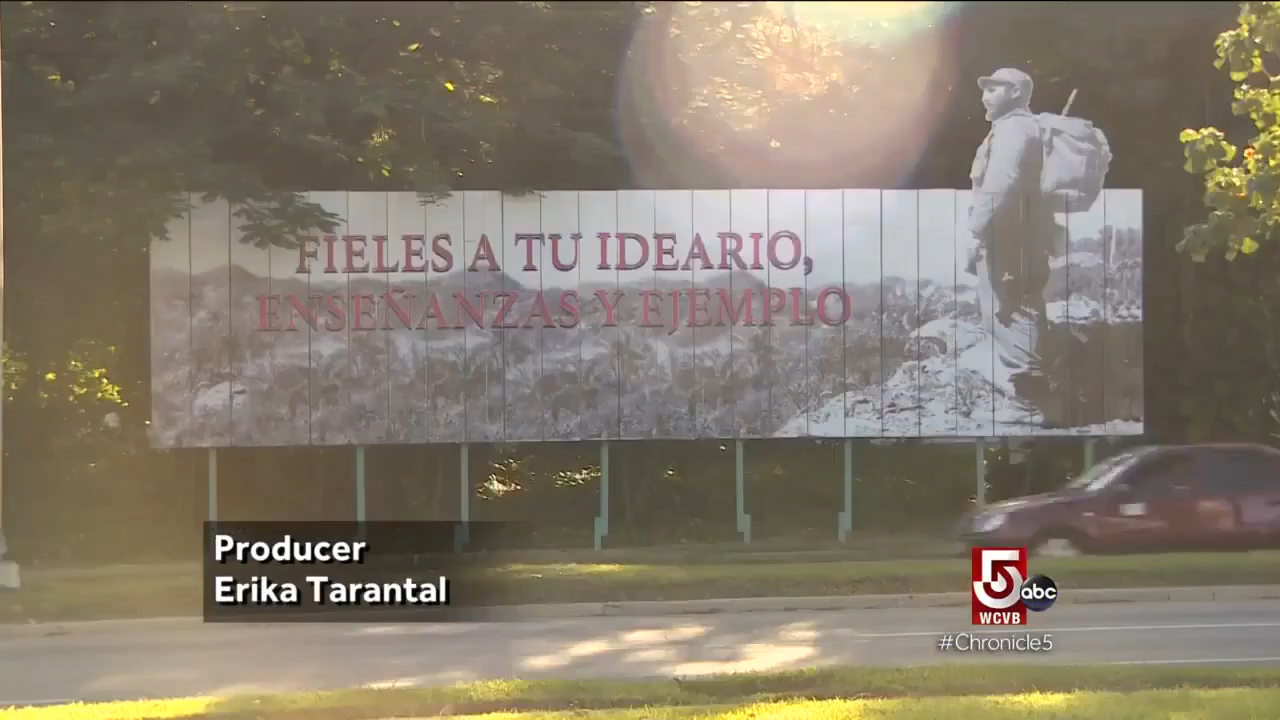 FIELES A TU IDEARIO,
ENSEÑANZAS Y EJEMPLO
Producer
Erika Tarantal
5
abc
WCVB
#Chronicle5